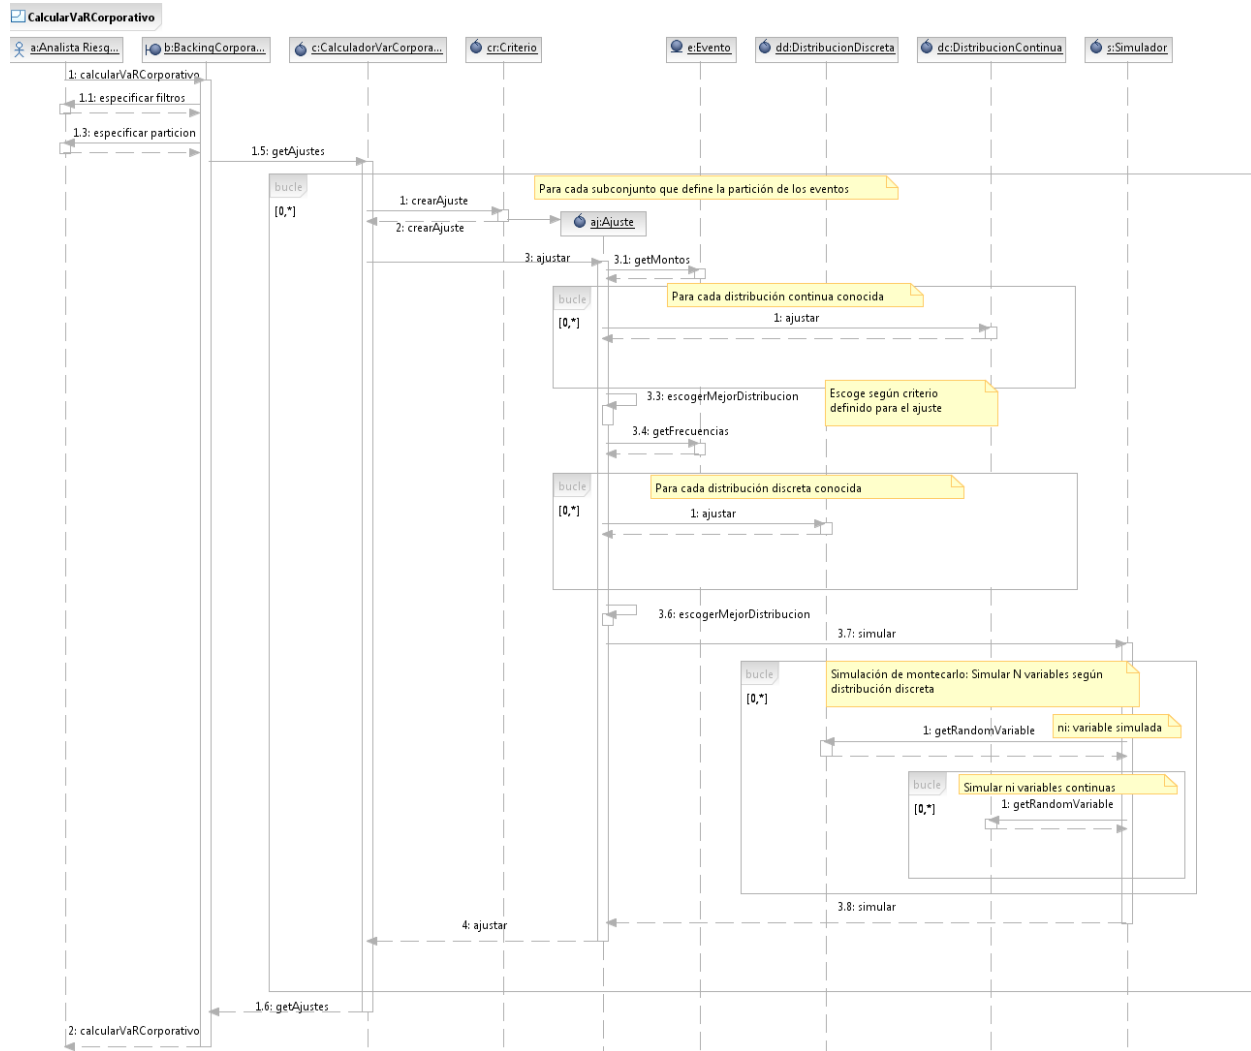 CalcularVaRCorporativo
a:Analista Riesg...
b:BackingCorpora...
c:CalculadorVarCorpora...
cr:Criterio
e:Evento
dd:DistribucionDiscreta
dc:DistribucionContinua
s:Simulador
1: calcularVaRCorporativo
1.1: especificar filtros
1.3: especificar particion
1.5: getAjustes
bucle
[0,*]
Para cada subconjunto que define la partición de los eventos
1: crearAjuste
aj:Ajuste
2: crearAjuste
3: ajustar
3.1: getMontos
bucle
[0,*]
Para cada distribución continua conocida
1: ajustar
3.3: escogerMejorDistribucion
Escoge según criterio
definido para el ajuste
3.4: getFrecuencias
bucle
[0,*]
Para cada distribución discreta conocida
1: ajustar
3.6: escogerMejorDistribucion
3.7: simular
bucle
[0,*]
Simulación de montecarlo: Simular N variables según
distribución discreta
ni: variable simulada
1: getRandomVariable
bucle
[0,*]
Simular ni variables continuas
1: getRandomVariable
3.8: simular
4: ajustar
1.6: getAjustes
2: calcularVaRCorporativo